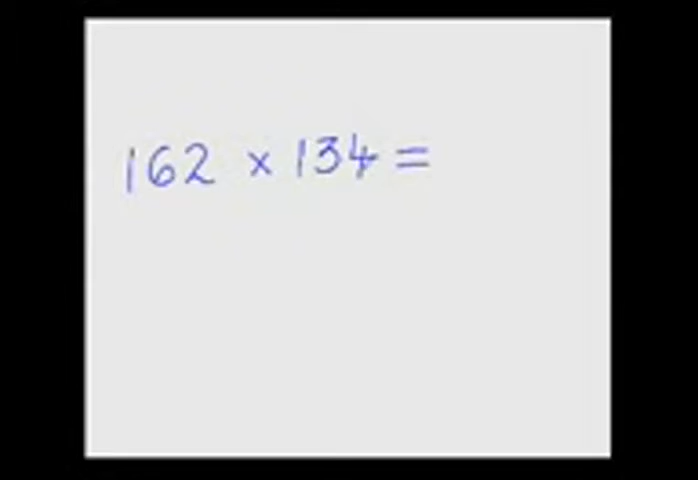 162 × 134 =